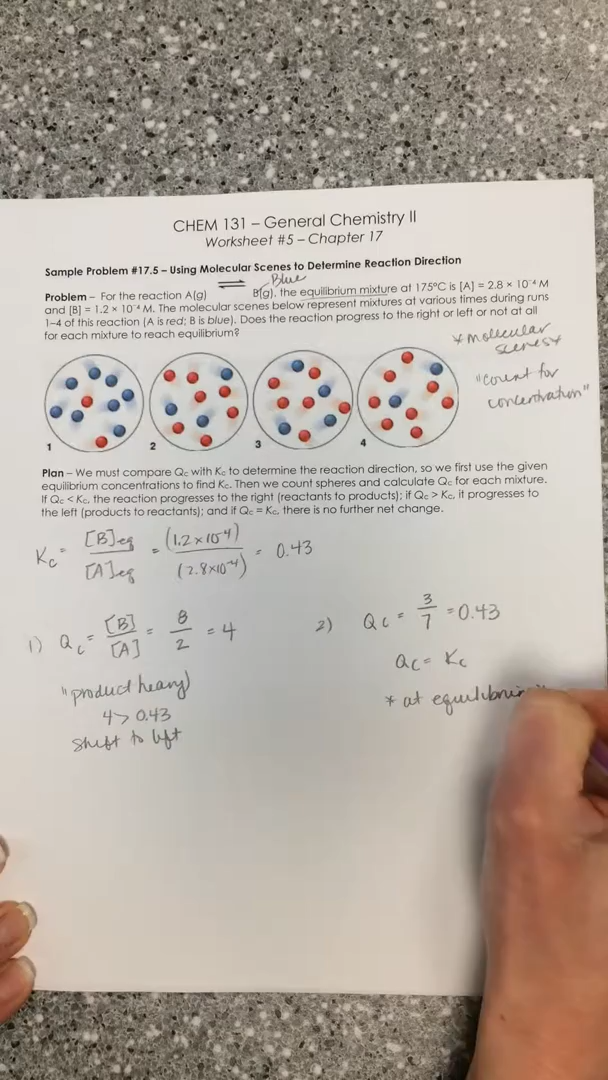 CHEM 131 – General Chemistry II
Worksheet #5 – Chapter 17
Sample Problem #17.5 – Using Molecular Scenes to Determine Reaction Direction
Blue
Problem – For the reaction A(g) ⇌ B(g), the equilibrium mixture at 175°C is [A] = 2.8 × 10⁻⁴ M
and [B] = 1.2 × 10⁻⁴ M. The molecular scenes below represent mixtures at various times during runs
1–4 of this reaction (A is red; B is blue). Does the reaction progress to the right or left or not at all
for each mixture to reach equilibrium?
*molecular
scenes*
"count for
concentration"
1 2 3 4
Plan – We must compare Qc with Kc to determine the reaction direction, so we first use the given
equilibrium concentrations to find Kc. Then we count spheres and calculate Qc for each mixture.
If Qc < Kc, the reaction progresses to the right (reactants to products); if Qc > Kc, it progresses to
the left (products to reactants); and if Qc = Kc, there is no further net change.
Kc = [B]eq / [A]eq = (1.2×10⁻⁴) / (2.8×10⁻⁴) = 0.43
1) Qc = [B] / [A] = 8 / 2 = 4
"product heavy)
4 > 0.43
shift to left
2) Qc = 3 / 7 = 0.43
Qc = Kc
* at equilibrium